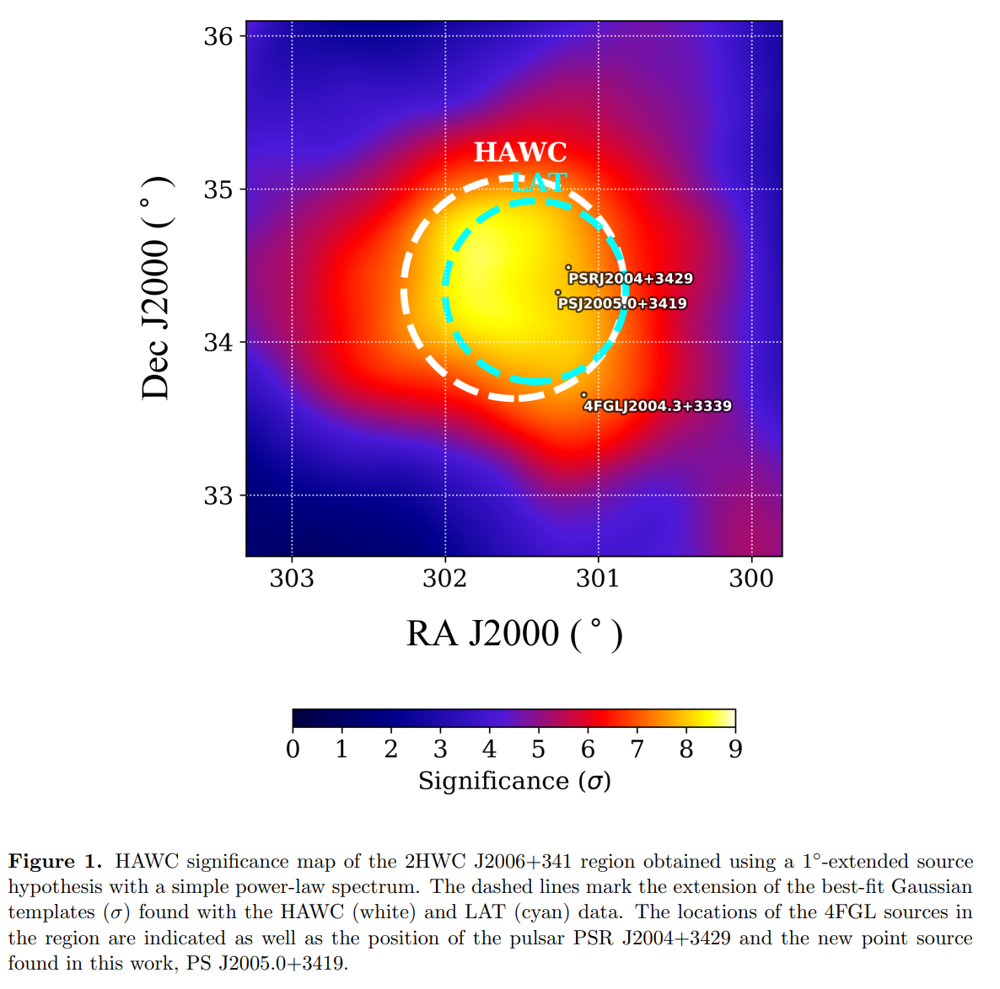 36
HAWC
LAT
35
PSRJ2004+3429
PSJ2005.0+3419
Dec J2000 (°)
34
4FGLJ2004.3+3339
33
303 302 301 300
RA J2000 (°)
0 1 2 3 4 5 6 7 8 9
Significance (σ)
Figure 1. HAWC significance map of the 2HWC J2006+341 region obtained using a 1°-extended source
hypothesis with a simple power-law spectrum. The dashed lines mark the extension of the best-fit Gaussian
templates (σ) found with the HAWC (white) and LAT (cyan) data. The locations of the 4FGL sources in
the region are indicated as well as the position of the pulsar PSR J2004+3429 and the new point source
found in this work, PS J2005.0+3419.